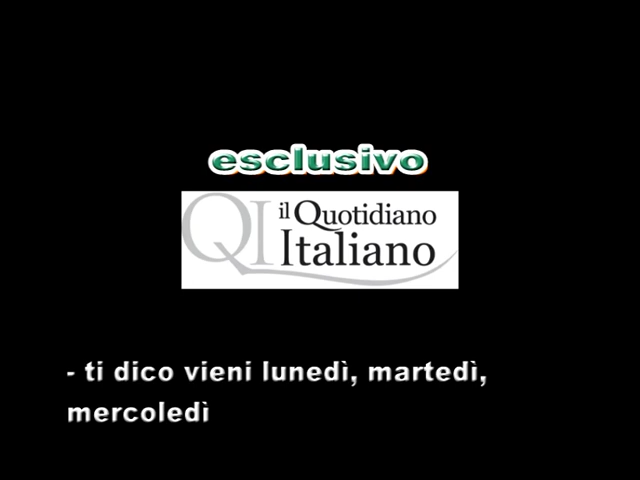 esclusivo
QI il Quotidiano
Italiano
- ti dico vieni lunedì, martedì,
mercoledì